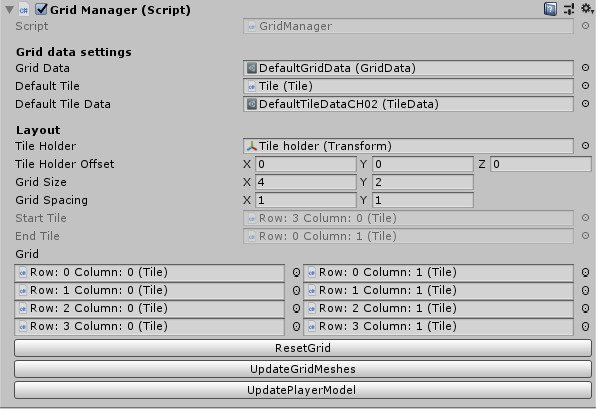 Grid Manager (Script)
Script GridManager
Grid data settings
Grid Data DefaultGridData (GridData)
Default Tile Tile (Tile)
Default Tile Data DefaultTileDataCH02 (TileData)
Layout
Tile Holder Tile holder (Transform)
Tile Holder Offset X 0 Y 0 Z 0
Grid Size X 4 Y 2
Grid Spacing X 1 Y 1
Start Tile Row: 3 Column: 0 (Tile)
End Tile Row: 0 Column: 1 (Tile)
Grid
Row: 0 Column: 0 (Tile) Row: 0 Column: 1 (Tile)
Row: 1 Column: 0 (Tile) Row: 1 Column: 1 (Tile)
Row: 2 Column: 0 (Tile) Row: 2 Column: 1 (Tile)
Row: 3 Column: 0 (Tile) Row: 3 Column: 1 (Tile)
ResetGrid
UpdateGridMeshes
UpdatePlayerModel